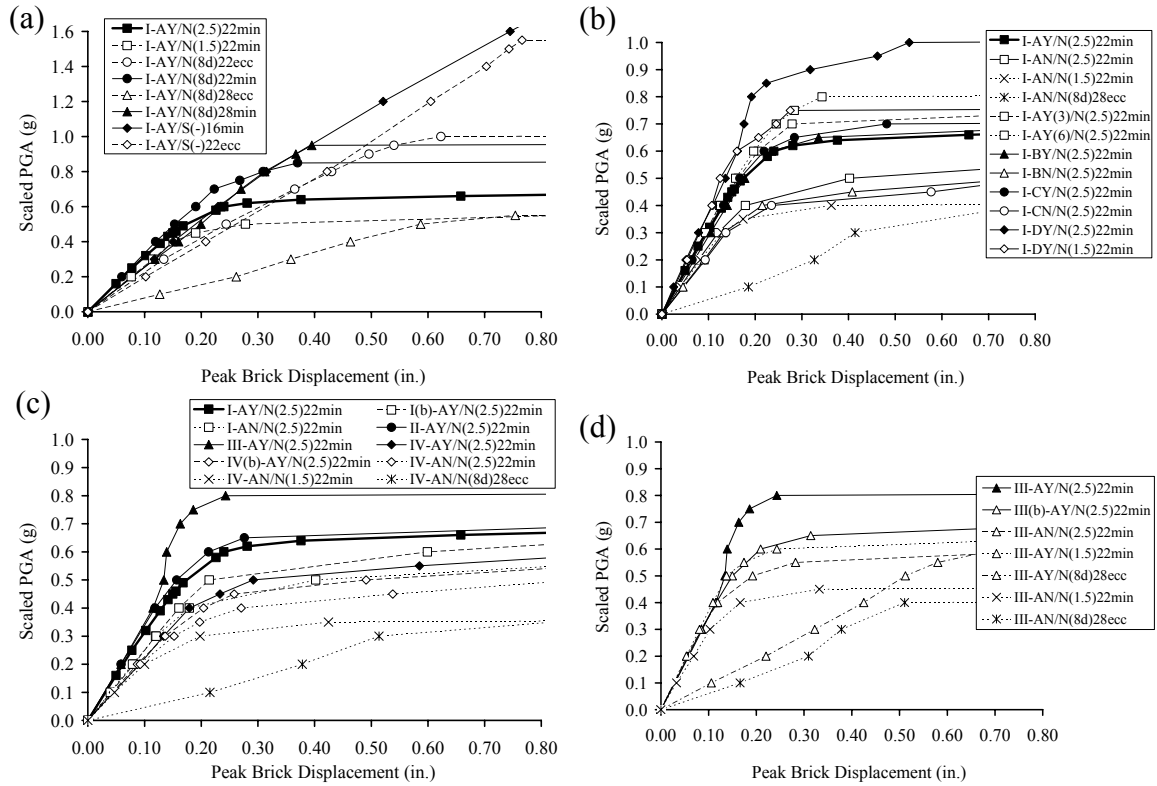 (a)
I-AY/N(2.5)22min
I-AY/N(1.5)22min
I-AY/N(8d)22ecc
I-AY/N(8d)22min
I-AY/N(8d)28ecc
I-AY/N(8d)28min
I-AY/S(-)16min
I-AY/S(-)22ecc
Scaled PGA (g)
1.6
1.4
1.2
1.0
0.8
0.6
0.4
0.2
0.0
0.00 0.10 0.20 0.30 0.40 0.50 0.60 0.70 0.80
Peak Brick Displacement (in.)
(b)
I-AY/N(2.5)22min
I-AN/N(2.5)22min
I-AN/N(1.5)22min
I-AN/N(8d)28ecc
I-AY(3)/N(2.5)22min
I-AY(6)/N(2.5)22min
I-BY/N(2.5)22min
I-BN/N(2.5)22min
I-CY/N(2.5)22min
I-CN/N(2.5)22min
I-DY/N(2.5)22min
I-DY/N(1.5)22min
Scaled PGA (g)
1.0
0.9
0.8
0.7
0.6
0.5
0.4
0.3
0.2
0.1
0.0
0.00 0.10 0.20 0.30 0.40 0.50 0.60 0.70 0.80
Peak Brick Displacement (in.)
(c)
I-AY/N(2.5)22min I(b)-AY/N(2.5)22min
I-AN/N(2.5)22min II-AY/N(2.5)22min
III-AY/N(2.5)22min IV-AY/N(2.5)22min
IV(b)-AY/N(2.5)22min IV-AN/N(2.5)22min
IV-AN/N(1.5)22min IV-AN/N(8d)28ecc
Scaled PGA (g)
1.0
0.9
0.8
0.7
0.6
0.5
0.4
0.3
0.2
0.1
0.0
0.00 0.10 0.20 0.30 0.40 0.50 0.60 0.70 0.80
Peak Brick Displacement (in.)
(d)
III-AY/N(2.5)22min
III(b)-AY/N(2.5)22min
III-AN/N(2.5)22min
III-AY/N(1.5)22min
III-AY/N(8d)28ecc
III-AN/N(1.5)22min
III-AN/N(8d)28ecc
Scaled PGA (g)
1.0
0.9
0.8
0.7
0.6
0.5
0.4
0.3
0.2
0.1
0.0
0.00 0.10 0.20 0.30 0.40 0.50 0.60 0.70 0.80
Peak Brick Displacement (in.)